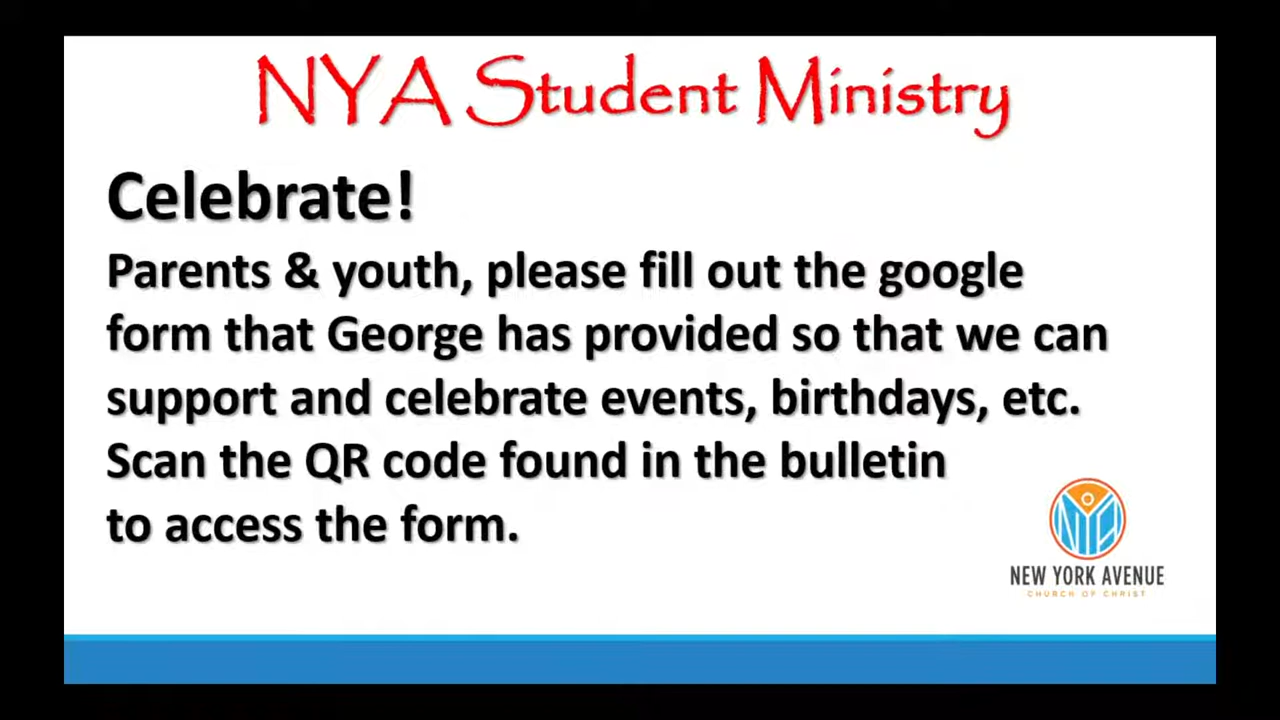 NYA Student Ministry
Celebrate!
Parents & youth, please fill out the google
form that George has provided so that we can
support and celebrate events, birthdays, etc.
Scan the QR code found in the bulletin
to access the form.
NYA
NEW YORK AVENUE
CHURCH OF CHRIST